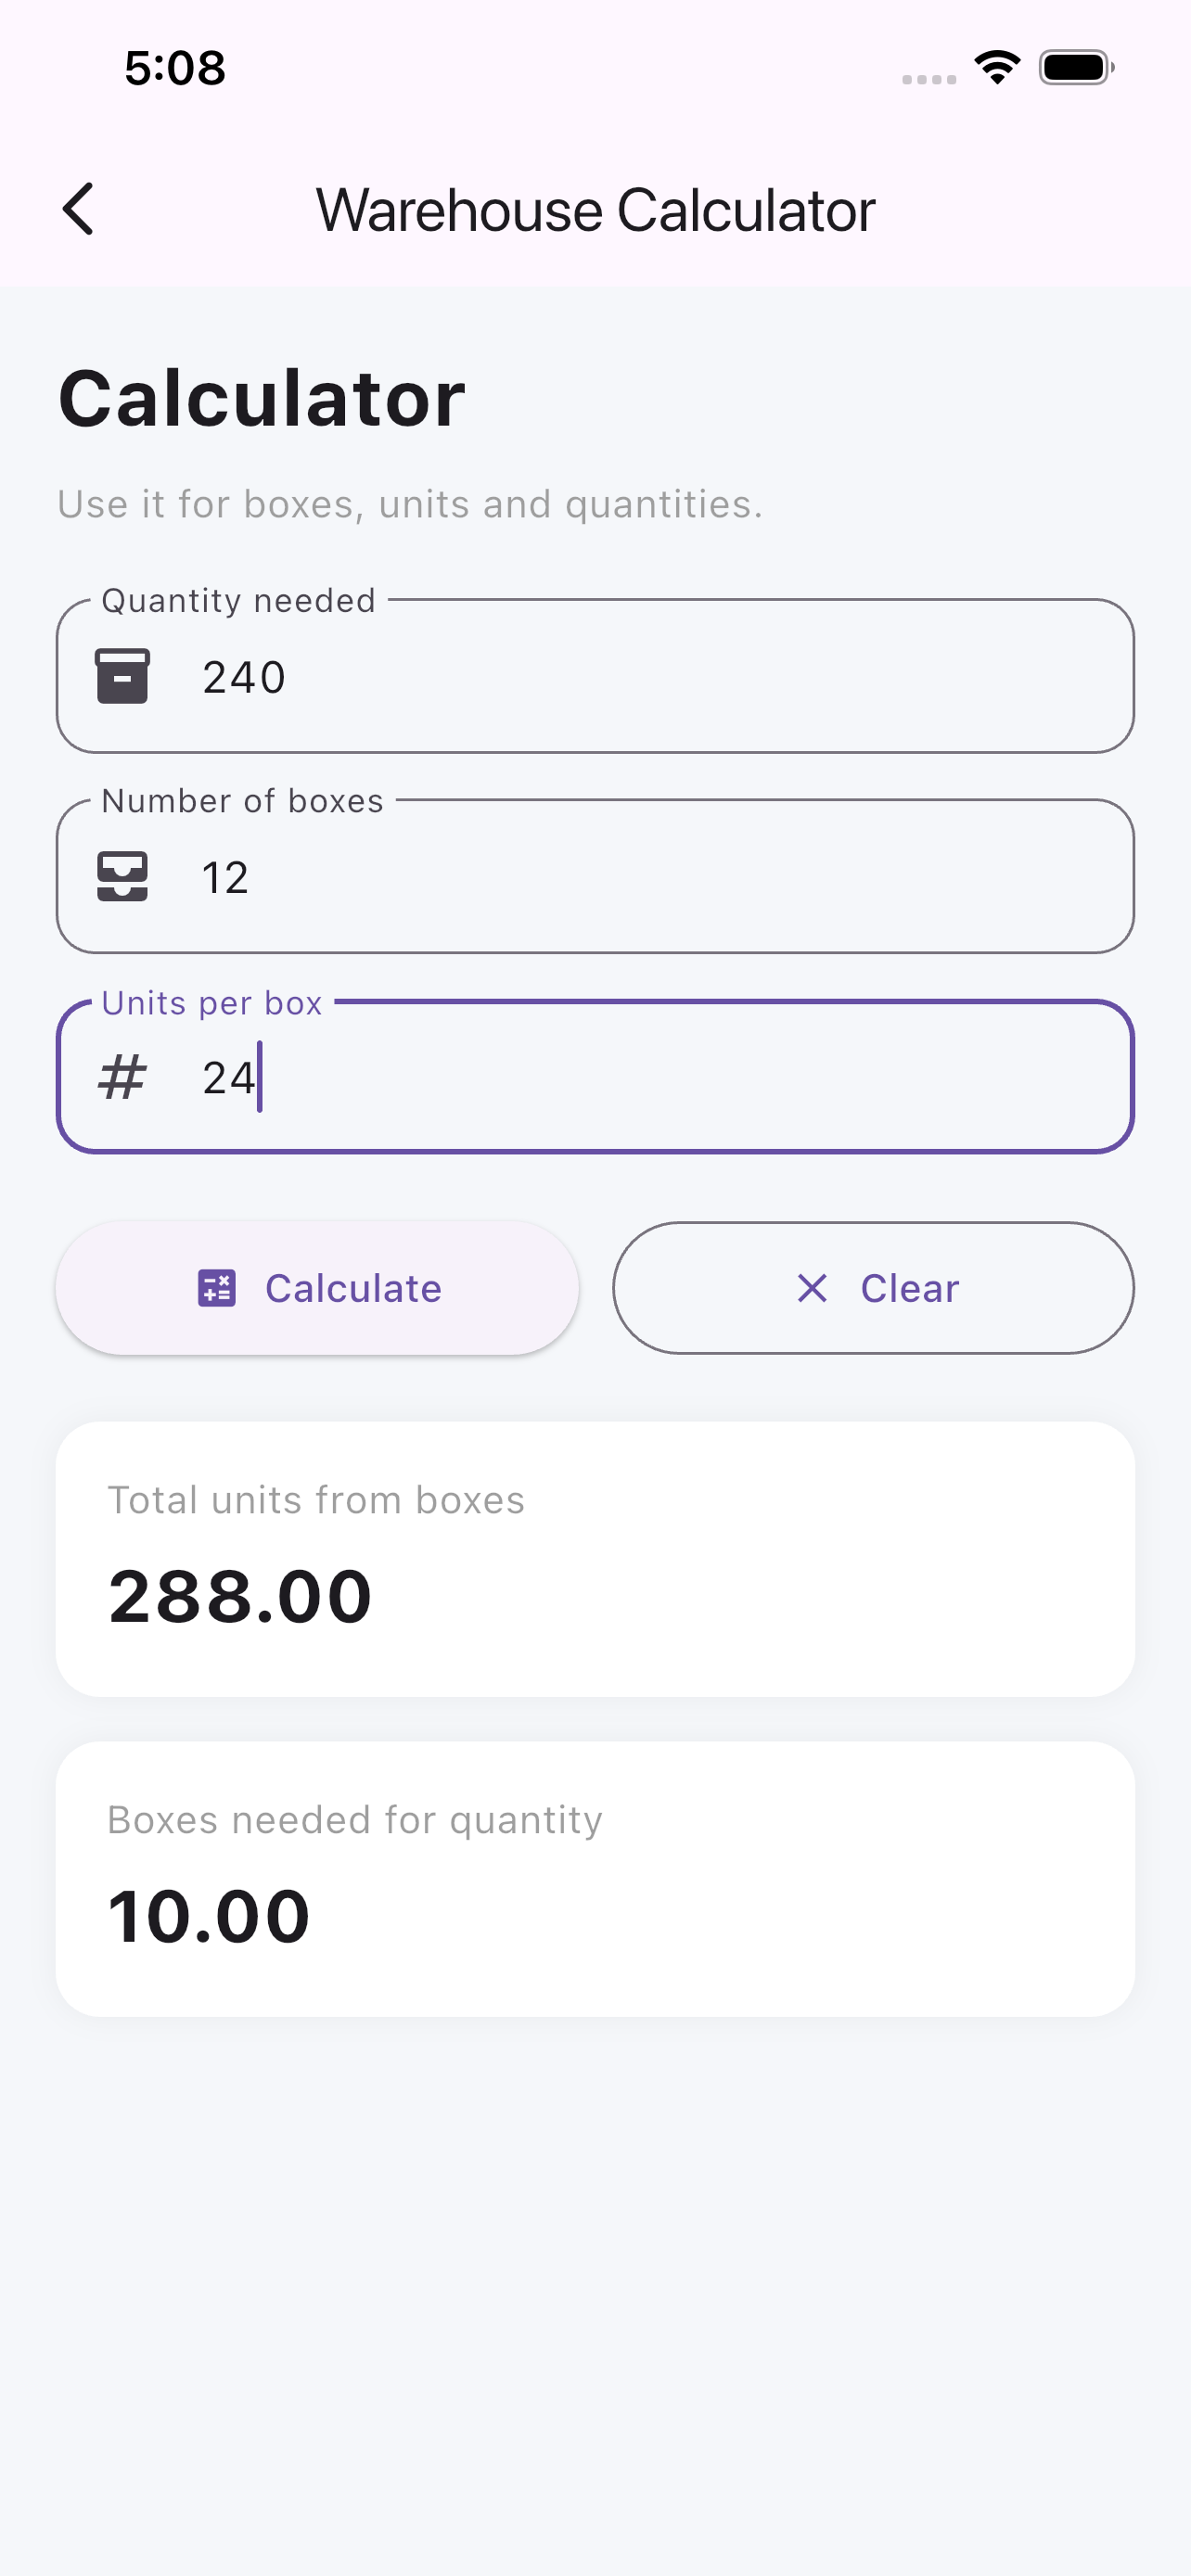 5:08
Warehouse Calculator
Calculator
Use it for boxes, units and quantities.
Quantity needed
240
Number of boxes
12
Units per box
24
Calculate
Clear
Total units from boxes
288.00
Boxes needed for quantity
10.00